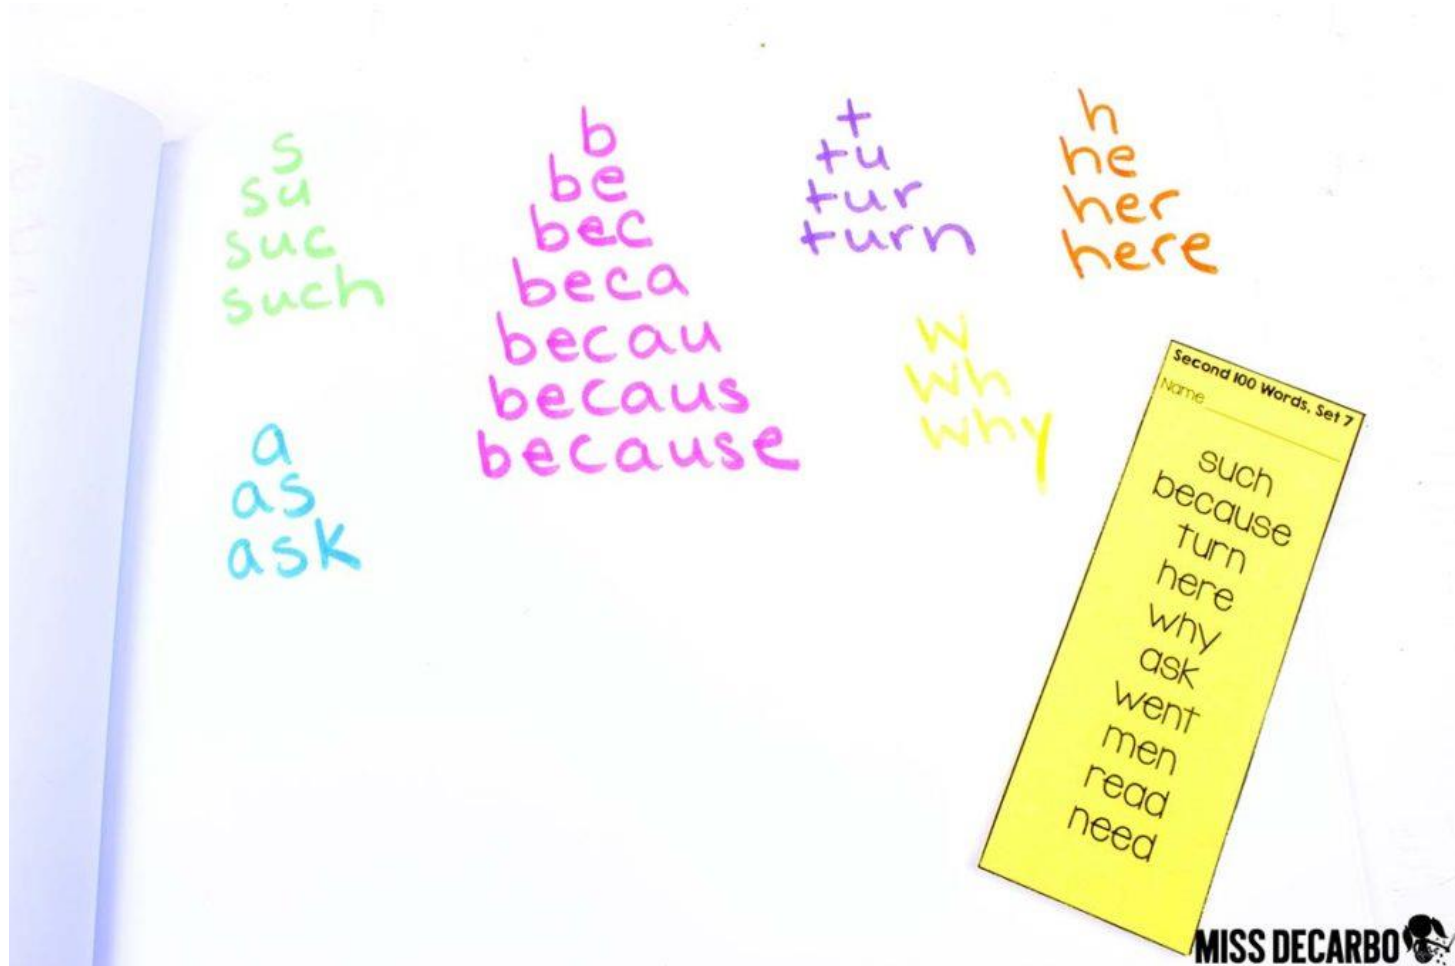 s
su
suc
such
b
be
bec
beca
becau
becaus
because
t
tu
tur
turn
h
he
her
here
w
wh
why
a
as
ask
Second 100 Words, Set 7
Name
such
because
turn
here
why
ask
went
men
read
need
MISS DECARBO